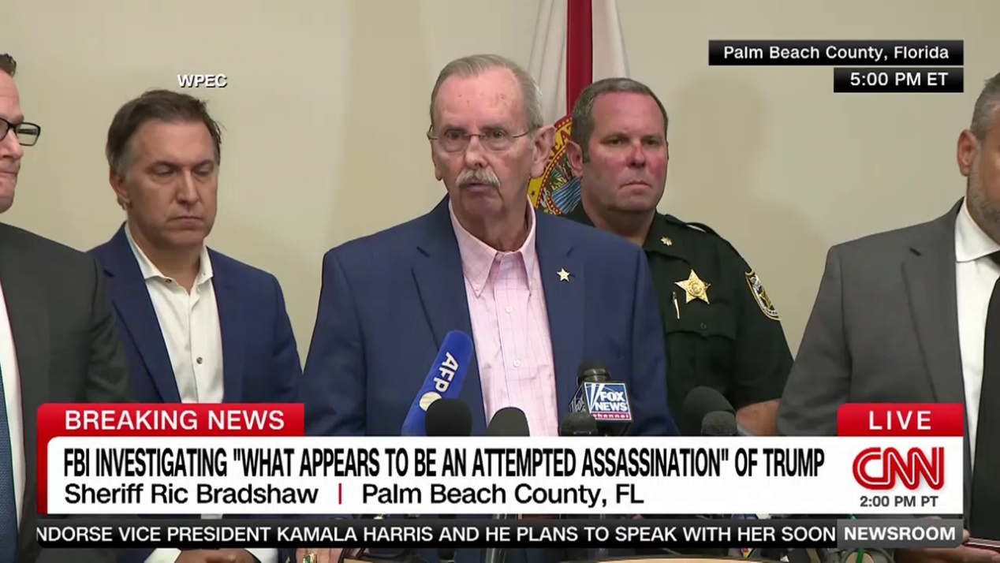 WPEC
Palm Beach County, Florida
5:00 PM ET
AFP
FOX
NEWS
channel
BREAKING NEWS
LIVE
FBI INVESTIGATING "WHAT APPEARS TO BE AN ATTEMPTED ASSASSINATION" OF TRUMP
Sheriff Ric Bradshaw | Palm Beach County, FL
CNN
2:00 PM PT
NDORSE VICE PRESIDENT KAMALA HARRIS AND HE PLANS TO SPEAK WITH HER SOON
NEWSROOM